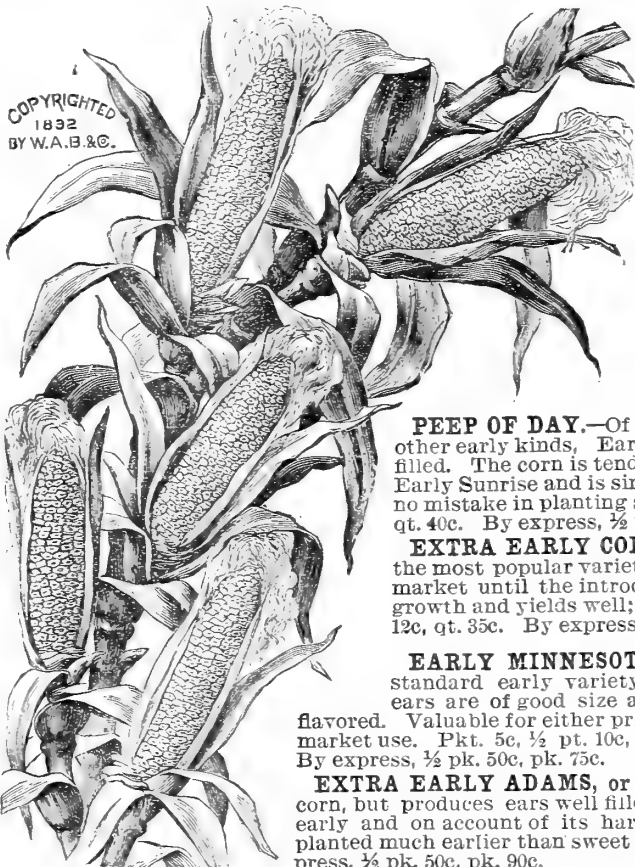 COPYRIGHTED
1832
BY W.A.B.&C.
PEEP OF DAY.—Of
other early kinds, Ear
filled. The corn is tend
Early Sunrise and is sin
no mistake in planting
qt. 40c. By express, ½
EXTRA EARLY CO
the most popular variet
market until the introd
growth and yields well;
12c, qt. 35c. By express
EARLY MINNESOT
standard early variety
ears are of good size a
flavored. Valuable for either pr
market use. Pkt. 5c, ½ pt. 10c,
By express, ½ pk. 50c, pk. 75c.
EXTRA EARLY ADAMS, or
corn, but produces ears well fille
early and on account of its har
planted much earlier than sweet
press, ½ pk. 50c, pk. 90c.